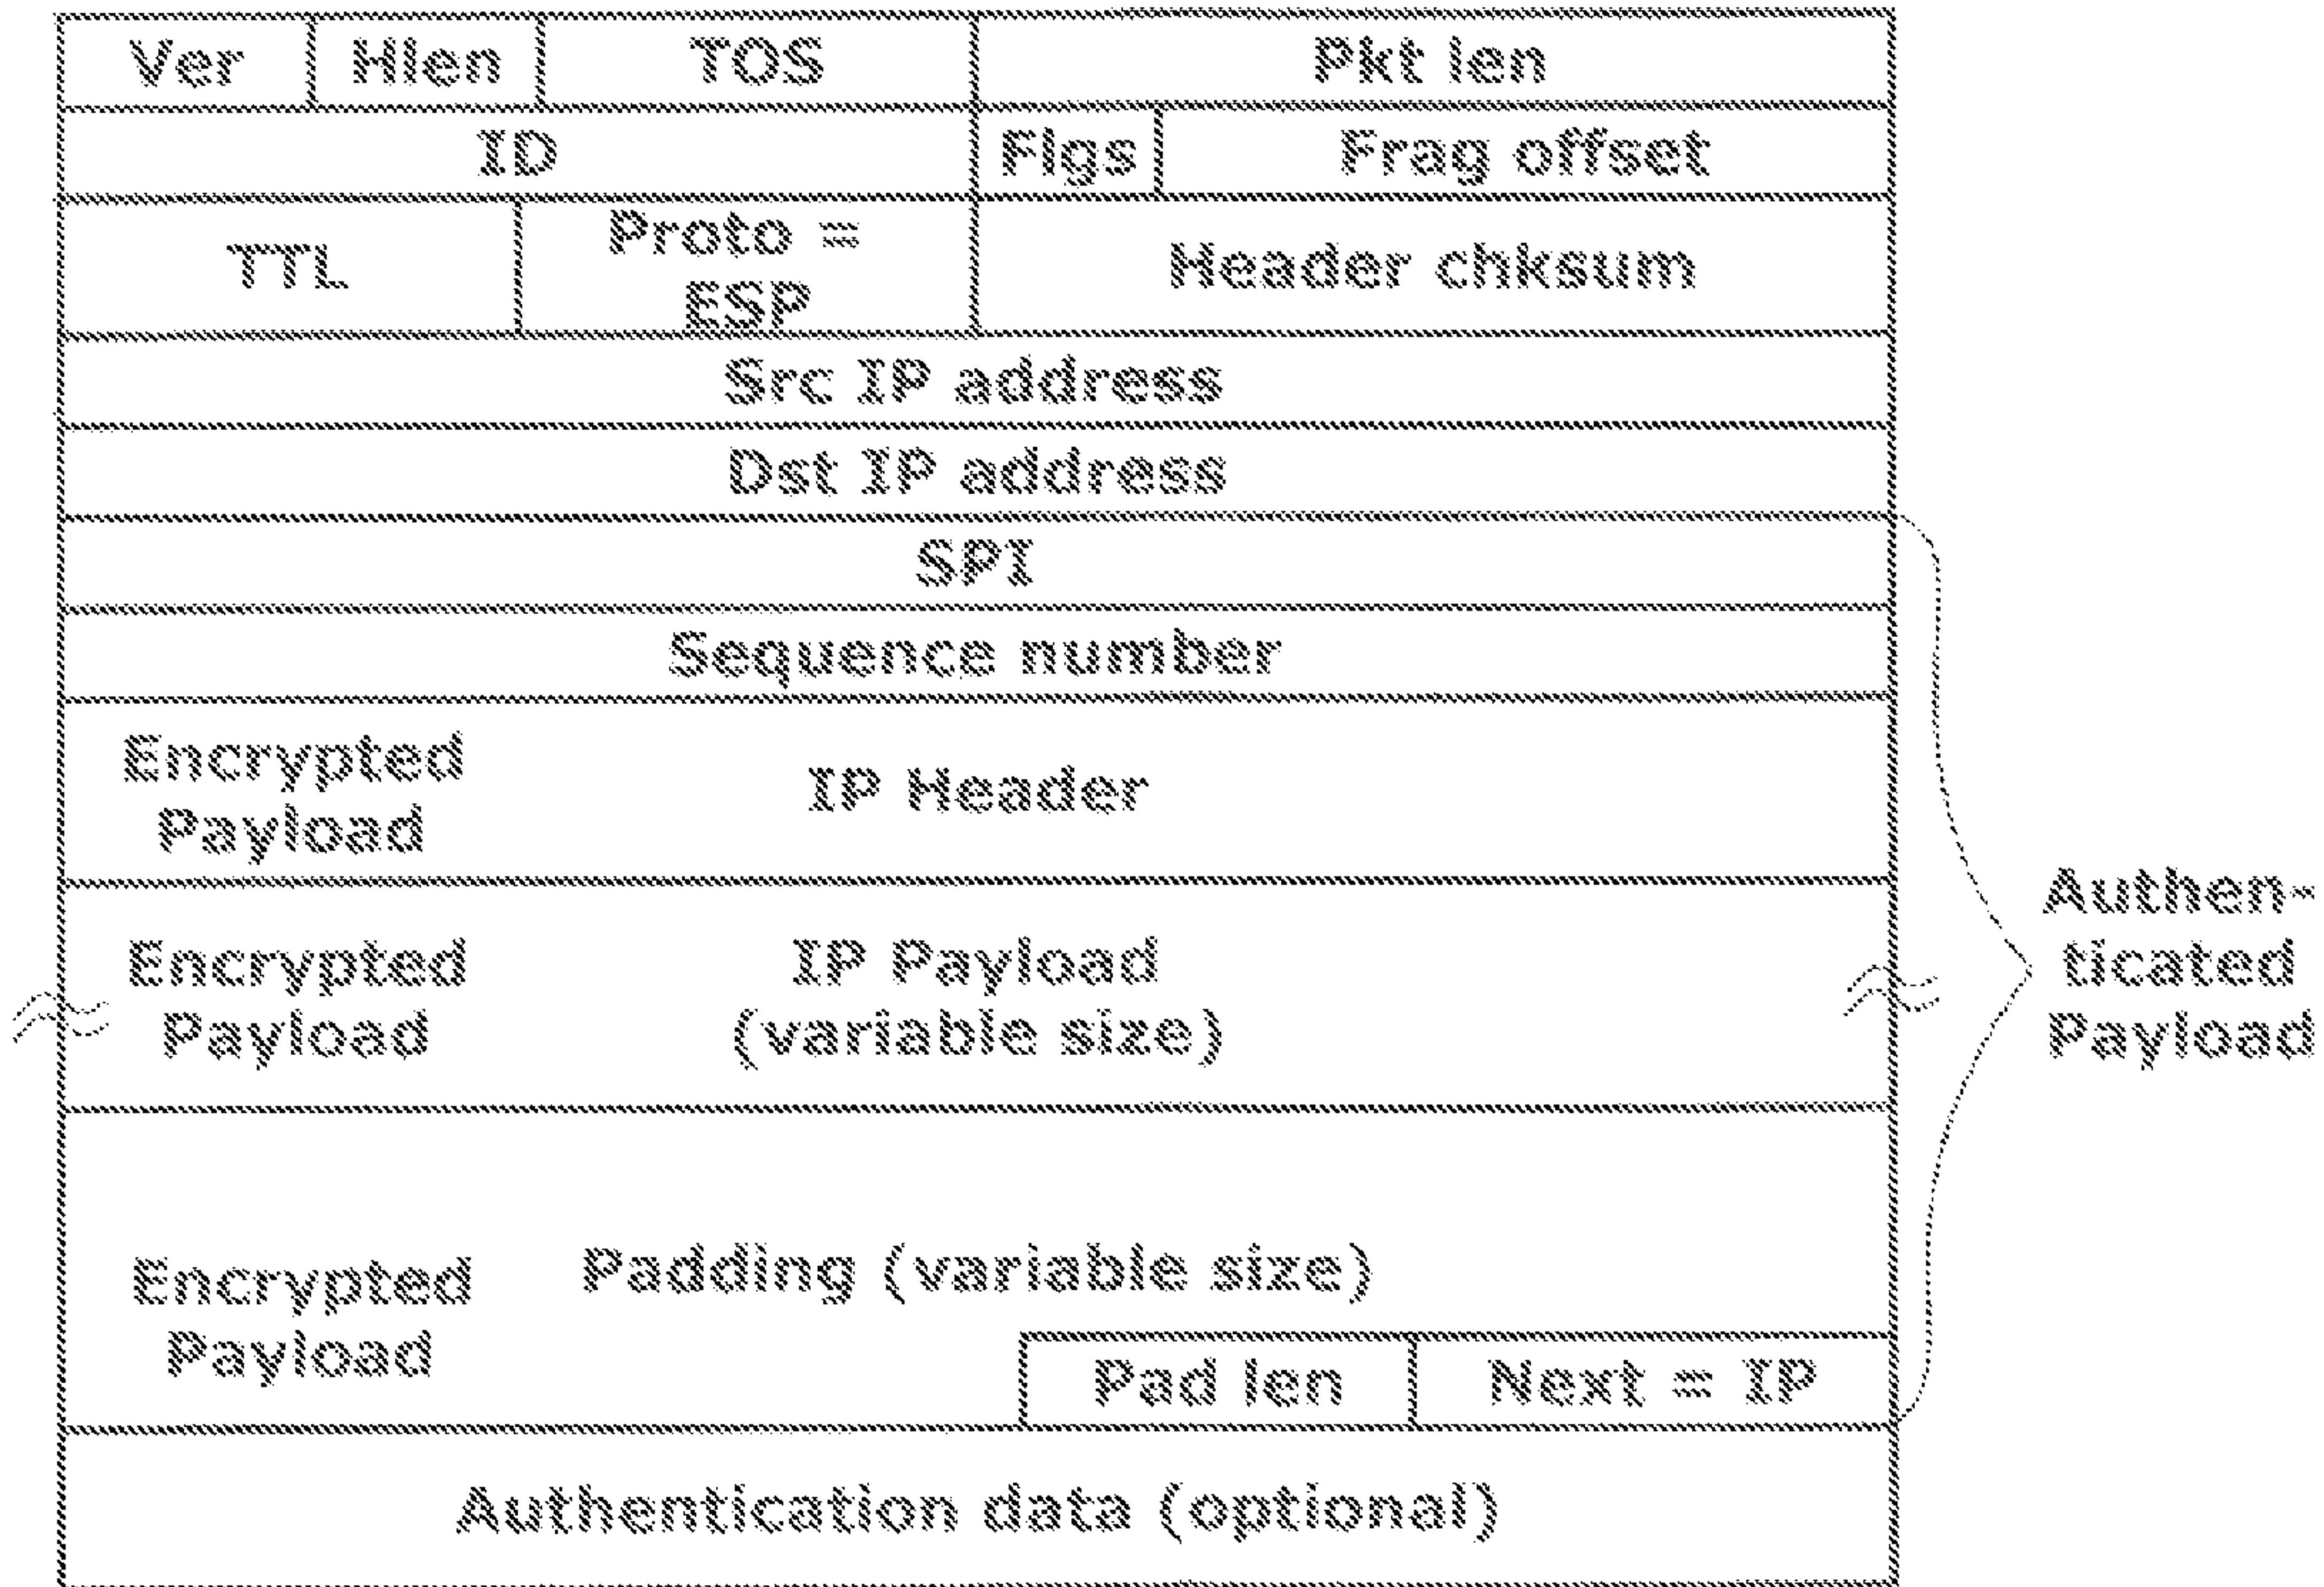 Ver Hlen TOS Pkt len
ID Flgs Frag offset
TTL Proto = Header chksum
ESP
Src IP address
Dst IP address
SPI
Sequence number
Encrypted
Payload
IP Header
Encrypted
Payload
IP Payload
(variable size)
Authen-
ticated
Payload
Encrypted
Payload
Padding (variable size)
Pad len Next = IP
Authentication data (optional)